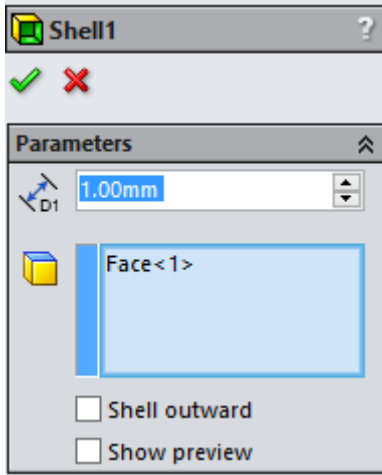 Shell1 ?
Parameters
D1 1.00mm
Face<1>
Shell outward
Show preview